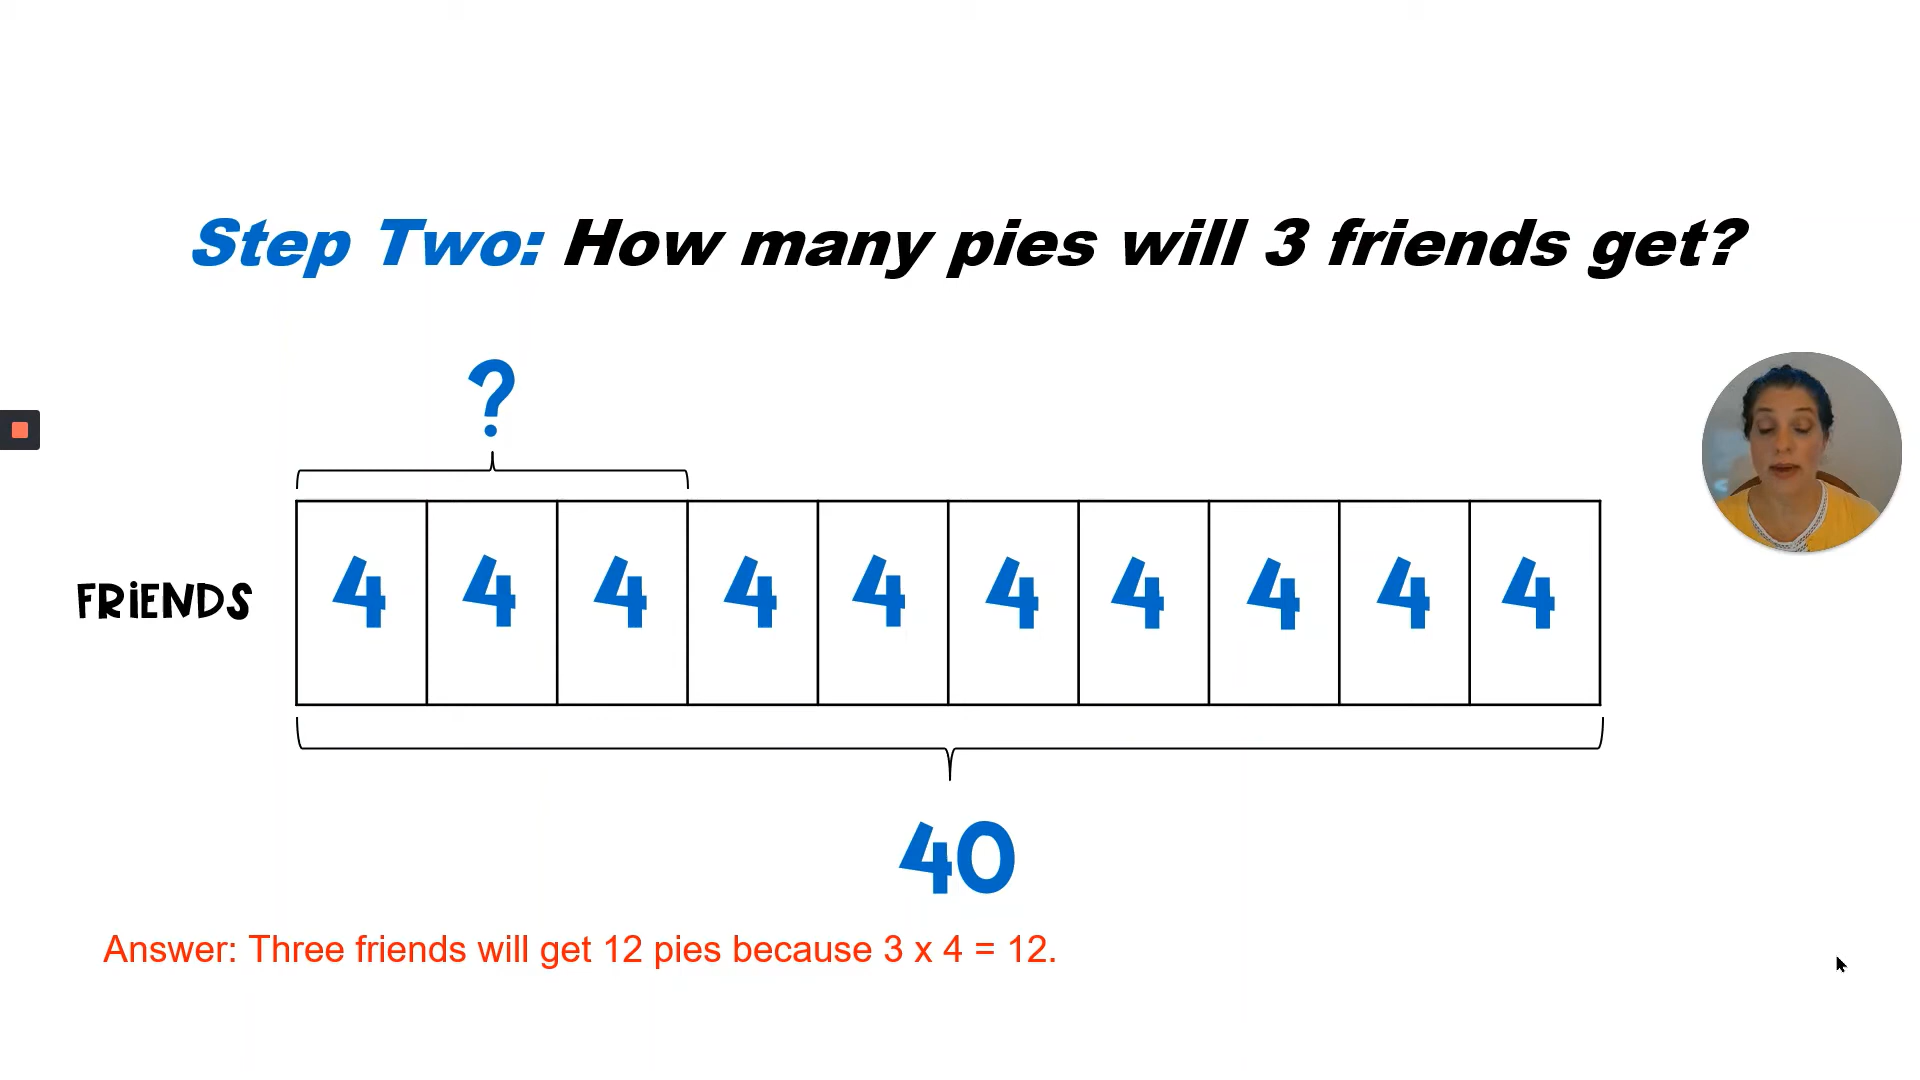 Step Two: How many pies will 3 friends get?
?
FRiENDS 4 4 4 4 4 4 4 4 4 4
40
Answer: Three friends will get 12 pies because 3 x 4 = 12.